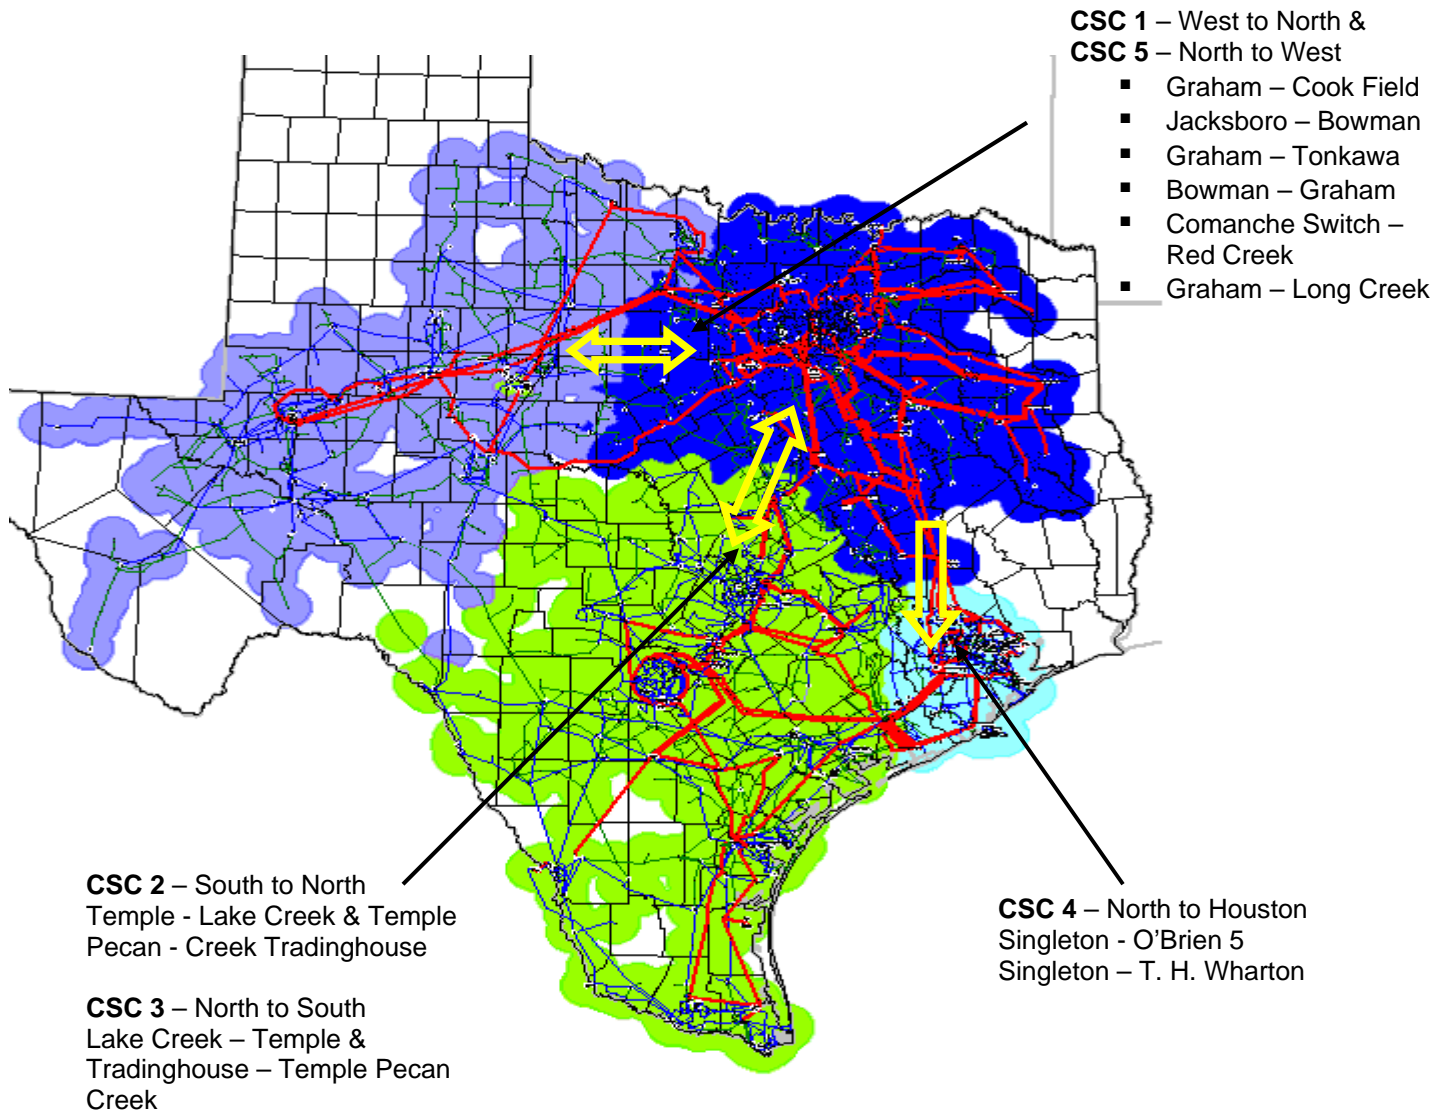 CSC 1 – West to North &
CSC 5 – North to West
▪ Graham – Cook Field
▪ Jacksboro – Bowman
▪ Graham – Tonkawa
▪ Bowman – Graham
▪ Comanche Switch –
Red Creek
▪ Graham – Long Creek
CSC 2 – South to North
Temple - Lake Creek & Temple
Pecan - Creek Tradinghouse
CSC 3 – North to South
Lake Creek – Temple &
Tradinghouse – Temple Pecan
Creek
CSC 4 – North to Houston
Singleton - O'Brien 5
Singleton – T. H. Wharton